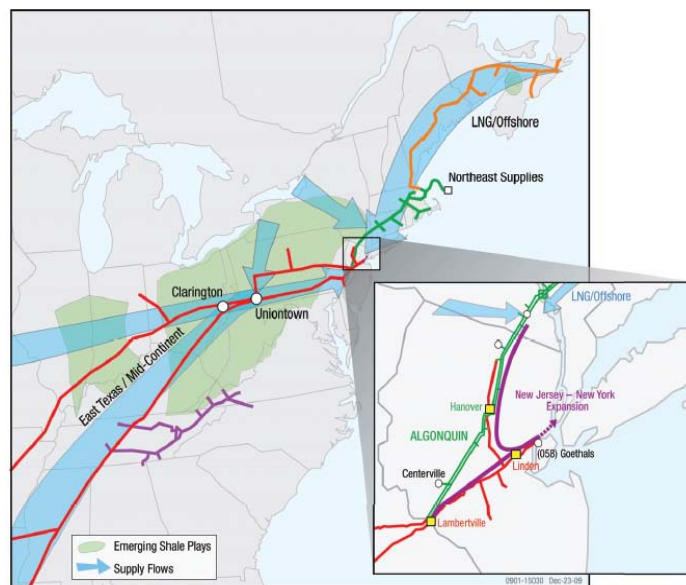 LNG/Offshore
Northeast Supplies
Clarington
Uniontown
East Texas / Mid-Continent
LNG/Offshore
New Jersey – New York
Expansion
Hanover
ALGONQUIN
(058) Goethals
Linden
Centerville
Lambertville
Emerging Shale Plays
Supply Flows
0901-15030 Dec-23-09